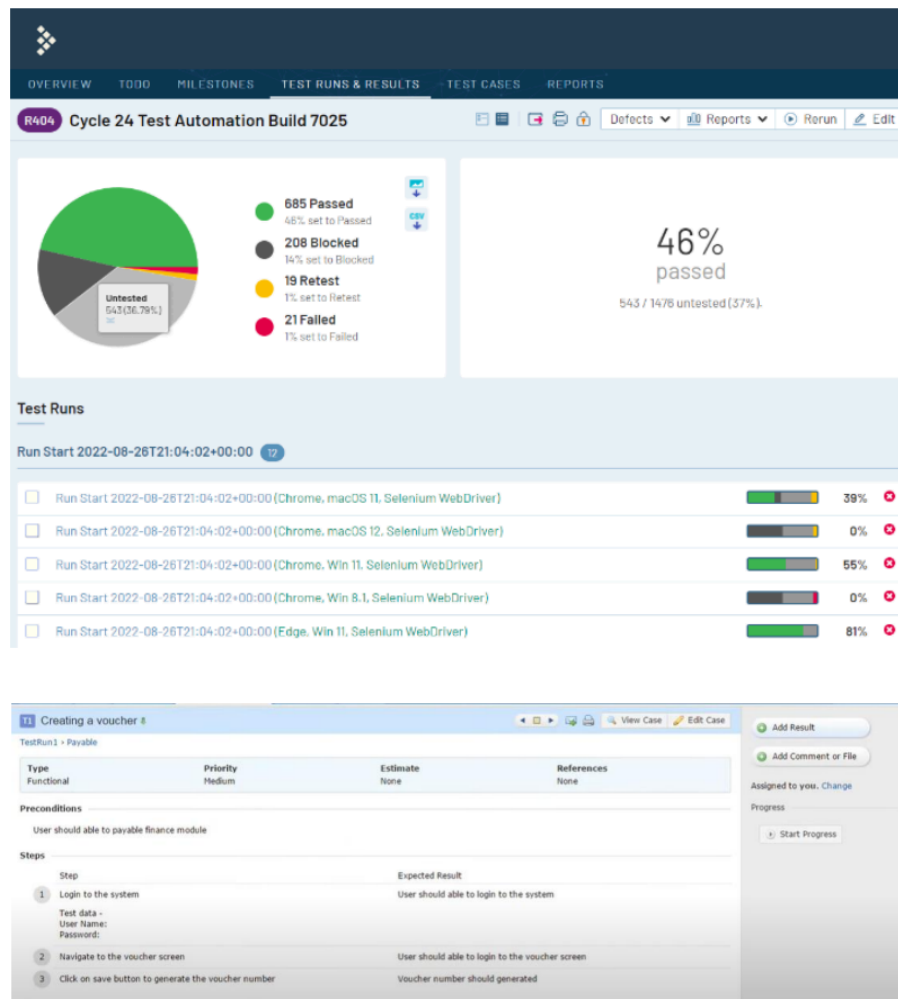 OVERVIEW TODO MILESTONES TEST RUNS & RESULTS TEST CASES REPORTS
R404 Cycle 24 Test Automation Build 7025 Defects Reports Rerun Edit
685 Passed
46% set to Passed
208 Blocked
14% set to Blocked
19 Retest
1% set to Retest
21 Failed
1% set to Failed
CSV
Untested
543 (36.79%)
46%
passed
543 / 1476 untested (37%).
Test Runs
Run Start 2022-08-26T21:04:02+00:00 12
Run Start 2022-08-26T21:04:02+00:00 (Chrome, macOS 11, Selenium WebDriver) 39%
Run Start 2022-08-26T21:04:02+00:00 (Chrome, macOS 12, Selenium WebDriver) 0%
Run Start 2022-08-26T21:04:02+00:00 (Chrome, Win 11, Selenium WebDriver) 55%
Run Start 2022-08-26T21:04:02+00:00 (Chrome, Win 8.1, Selenium WebDriver) 0%
Run Start 2022-08-26T21:04:02+00:00 (Edge, Win 11, Selenium WebDriver) 81%
T1 Creating a voucher View Case Edit Case
TestRun1 › Payable
Type Priority Estimate References
Functional Medium None None
Preconditions
User should able to payable finance module
Steps
Step Expected Result
1 Login to the system User should able to login to the system
Test data -
User Name:
Password:
2 Navigate to the voucher screen User should able to login to the voucher screen
3 Click on save button to generate the voucher number Voucher number should generated
Add Result
Add Comment or File
Assigned to you. Change
Progress
Start Progress